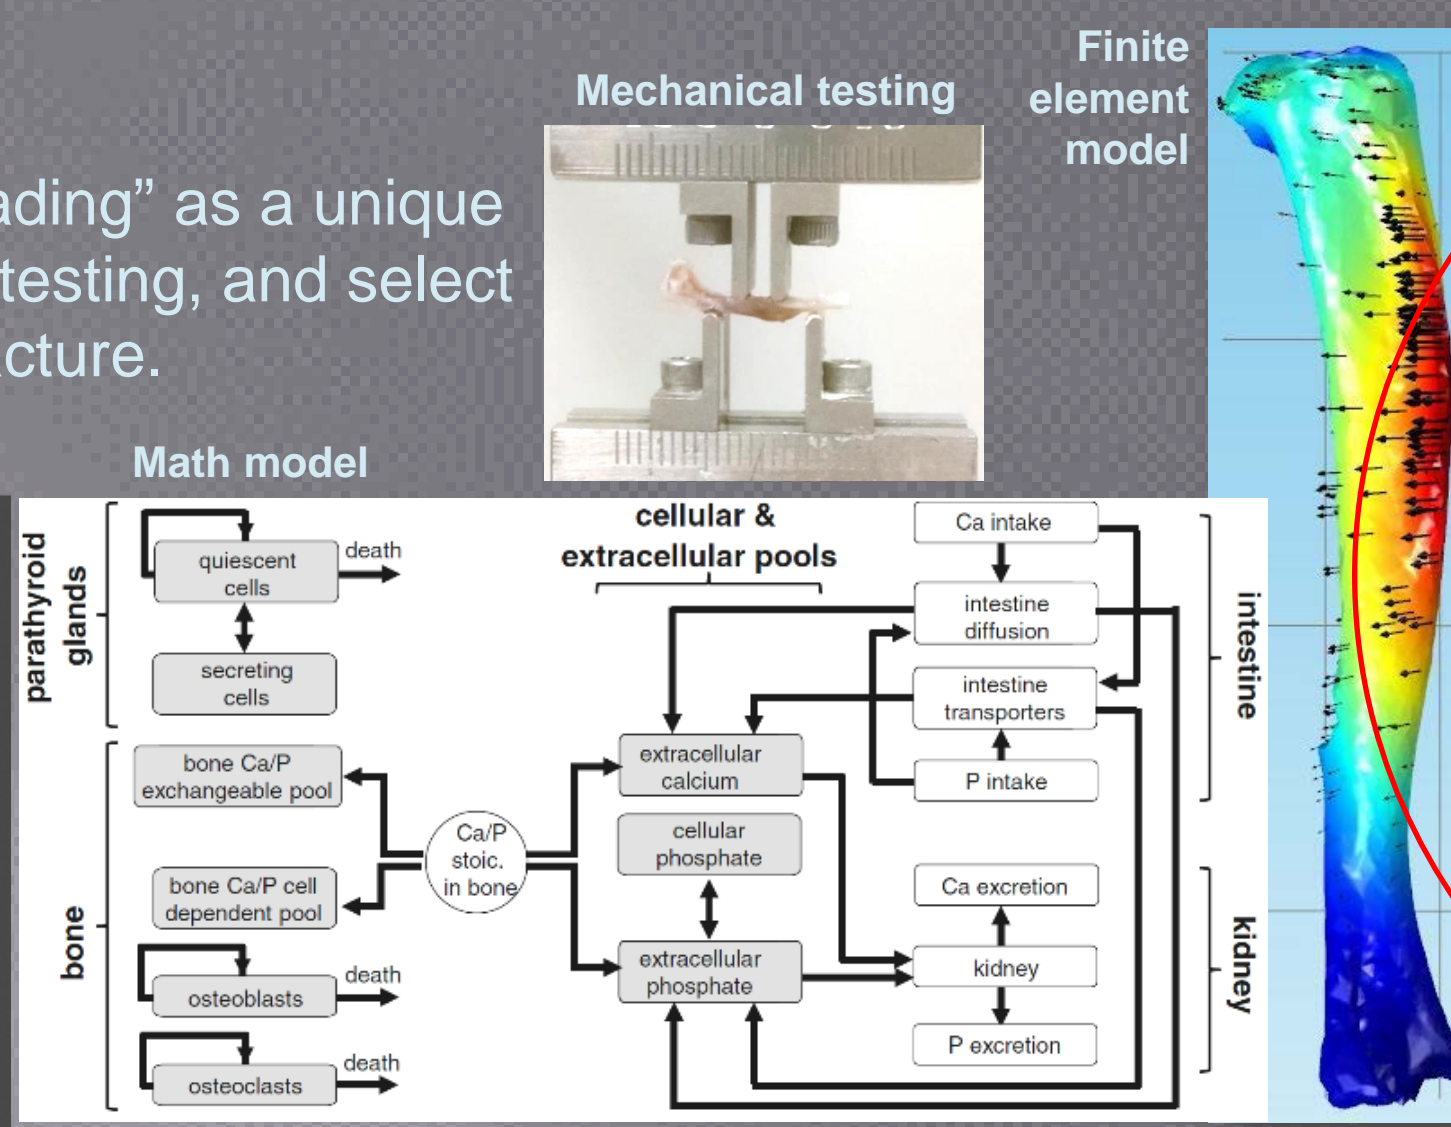 Finite
element
model
Mechanical testing
ading” as a unique
testing, and select
cture.
Math model
parathyroid
glands
quiescent
cells
death
secreting
cells
bone
bone Ca/P
exchangeable pool
bone Ca/P cell
dependent pool
osteoblasts
death
osteoclasts
death
Ca/P
stoic.
in bone
cellular &
extracellular pools
extracellular
calcium
cellular
phosphate
extracellular
phosphate
Ca intake
intestine
diffusion
intestine
transporters
P intake
intestine
Ca excretion
kidney
P excretion
kidney